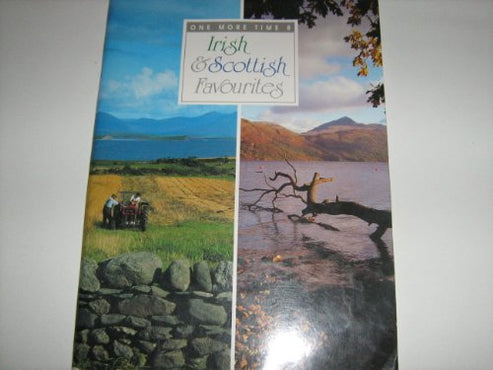 ONE MORE TIME 8
Irish
& Scottish
Favourites